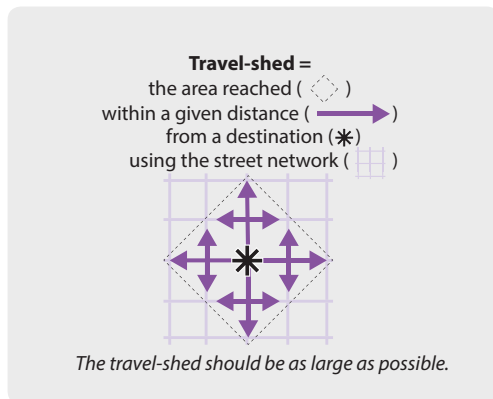 Travel-shed =
the area reached ( )
within a given distance ( )
from a destination ( )
using the street network ( )
The travel-shed should be as large as possible.